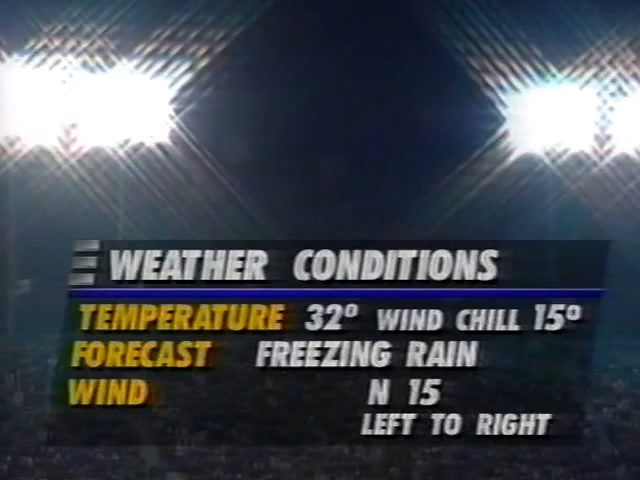 WEATHER CONDITIONS
TEMPERATURE 32° WIND CHILL 15°
FORECAST FREEZING RAIN
WIND N 15
LEFT TO RIGHT